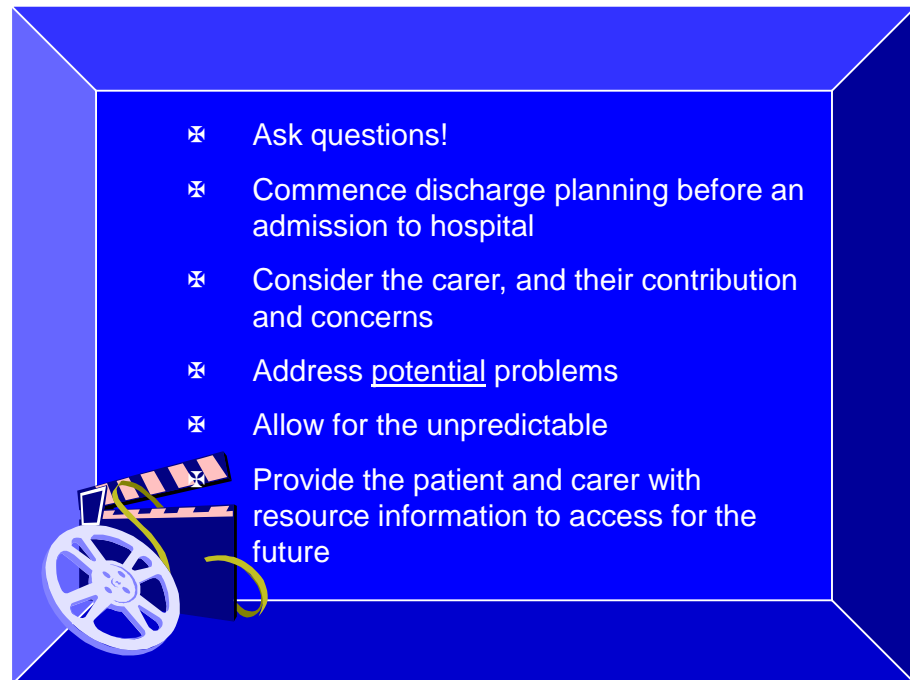 ✠ Ask questions!
✠ Commence discharge planning before an
admission to hospital
✠ Consider the carer, and their contribution
and concerns
✠ Address potential problems
✠ Allow for the unpredictable
✠ Provide the patient and carer with
resource information to access for the
future